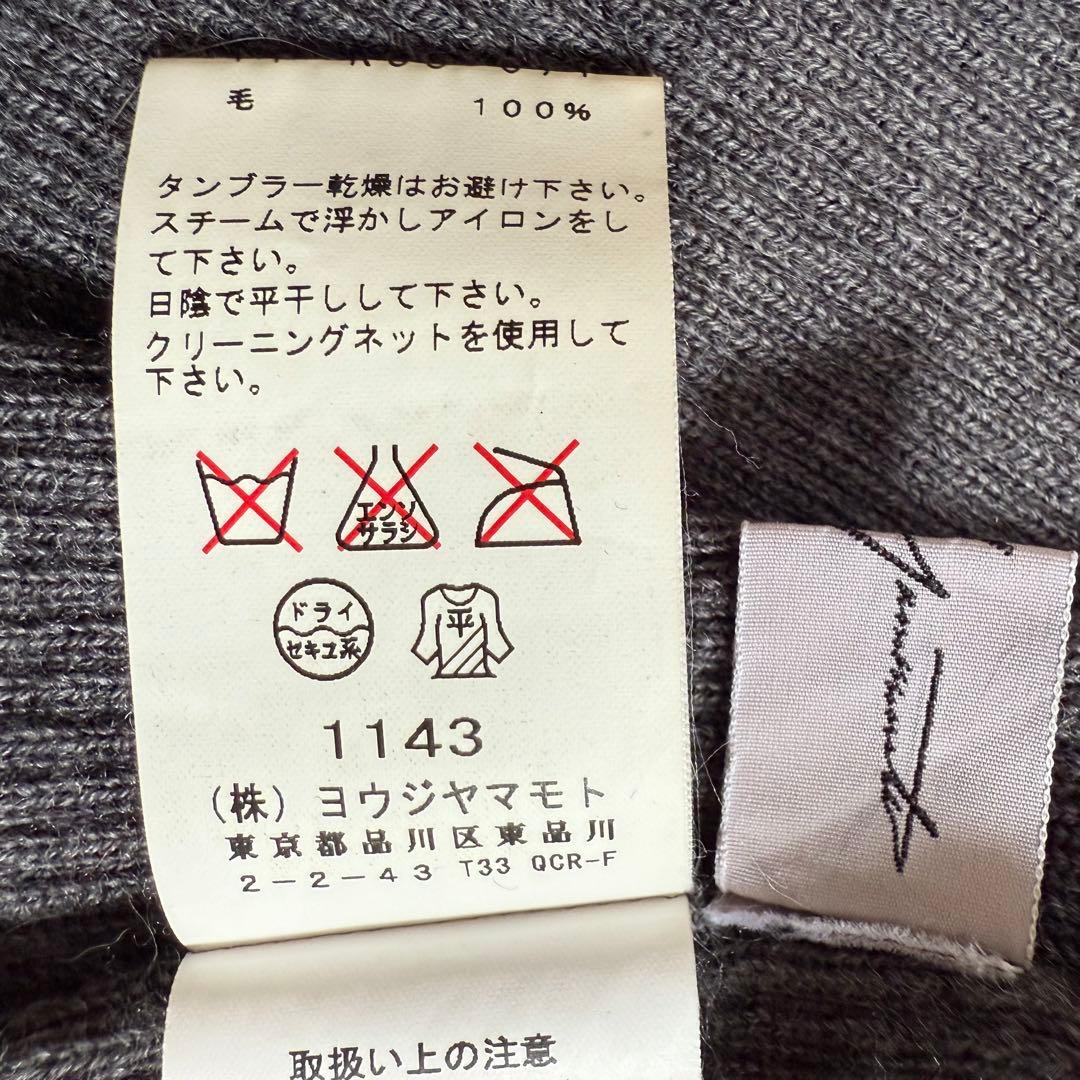 毛 100%
タンブラー乾燥はお避け下さい。
スチームで浮かしアイロンをし
て下さい。
日陰で平干しして下さい。
クリーニングネットを使用して
下さい。
エンソ
サラシ
ドライ
セキユ系
平
1143
(株) ヨウジヤマモト
東京都品川区東品川
2-2-43 T33 QCR-F
取扱い上の注意